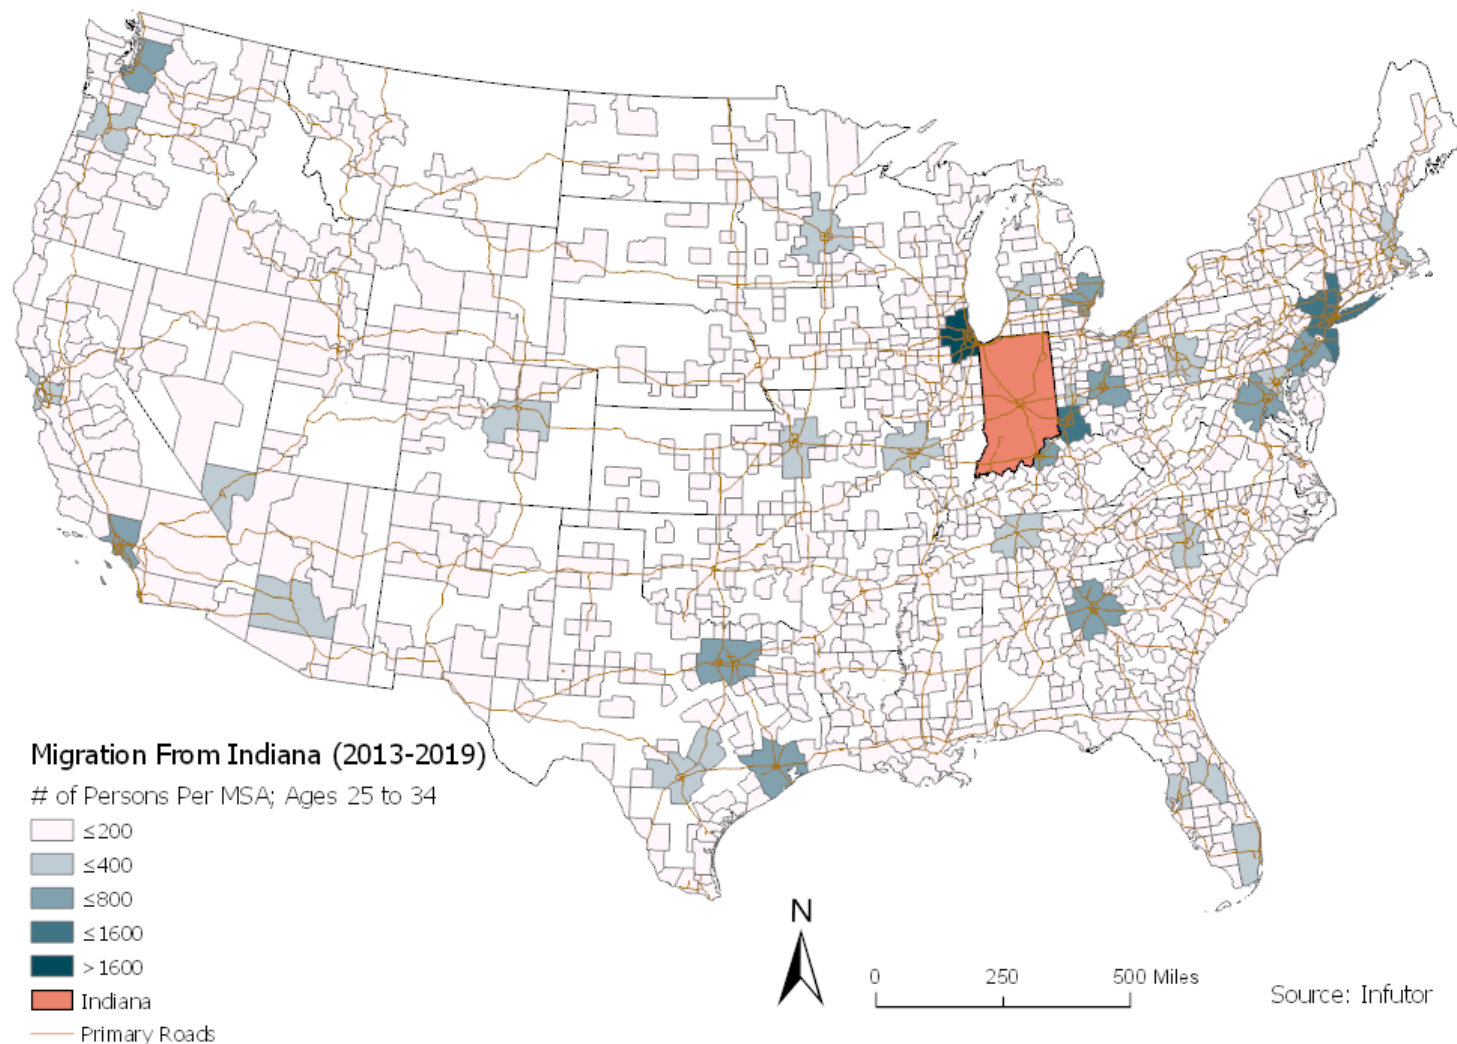 Migration From Indiana (2013-2019)
# of Persons Per MSA; Ages 25 to 34
≤200
≤400
≤800
≤1600
>1600
Indiana
Primary Roads
N
0 250 500 Miles
Source: Infutor